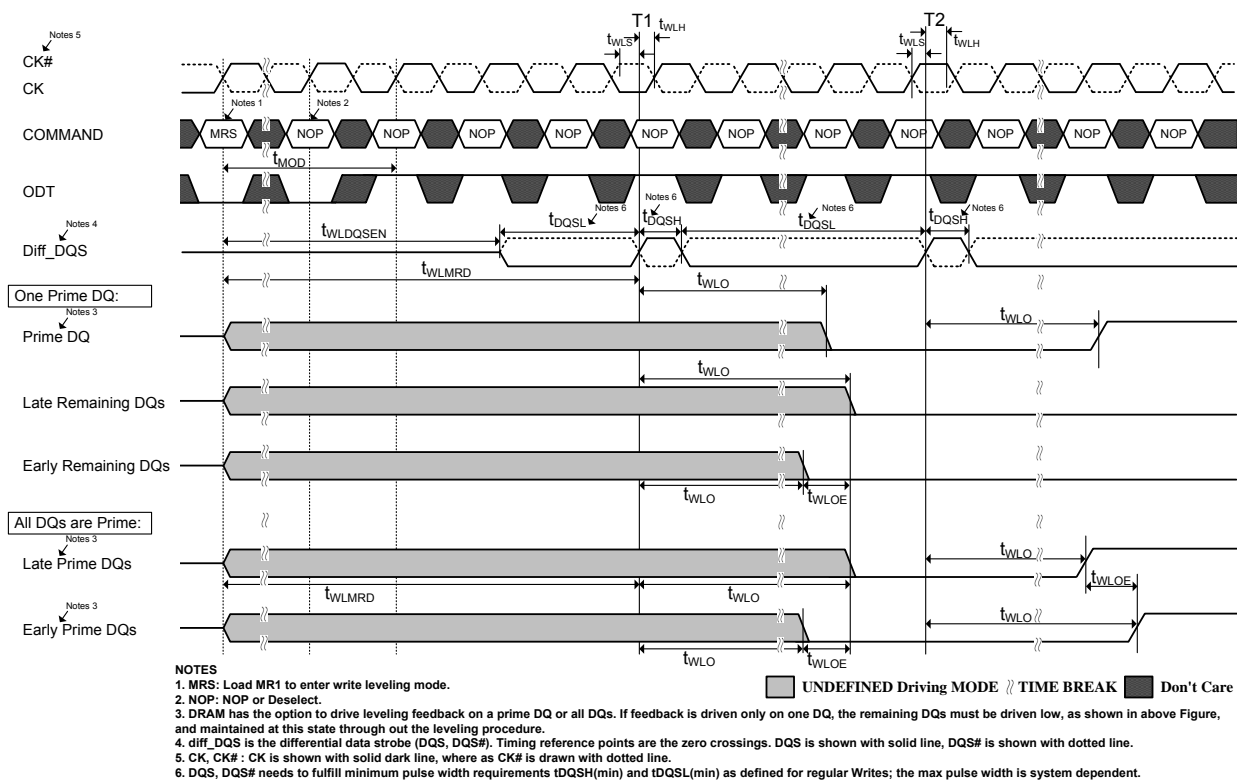 T1 T2
tWLS tWLH tWLS tWLH
Notes 5
CK#
CK
Notes 1 Notes 2
COMMAND MRS NOP NOP NOP NOP NOP NOP NOP NOP NOP NOP NOP
tMOD
ODT
Notes 6 Notes 6 Notes 6 Notes 6
tDQSL tDQSH tDQSL tDQSH
Notes 4
tWLDQSEN
Diff_DQS
tWLMRD
tWLO
One Prime DQ:
Notes 3
tWLO
Prime DQ
tWLO
Late Remaining DQs
Early Remaining DQs
tWLO tWLOE
All DQs are Prime:
Notes 3
tWLO
Late Prime DQs
tWLMRD tWLO tWLOE
Notes 3
tWLO
Early Prime DQs
tWLO tWLOE
NOTES
1. MRS: Load MR1 to enter write leveling mode.
UNDEFINED Driving MODE TIME BREAK Don't Care
2. NOP: NOP or Deselect.
3. DRAM has the option to drive leveling feedback on a prime DQ or all DQs. If feedback is driven only on one DQ, the remaining DQs must be driven low, as shown in above Figure,
and maintained at this state through out the leveling procedure.
4. diff_DQS is the differential data strobe (DQS, DQS#). Timing reference points are the zero crossings. DQS is shown with solid line, DQS# is shown with dotted line.
5. CK, CK# : CK is shown with solid dark line, where as CK# is drawn with dotted line.
6. DQS, DQS# needs to fulfill minimum pulse width requirements tDQSH(min) and tDQSL(min) as defined for regular Writes; the max pulse width is system dependent.